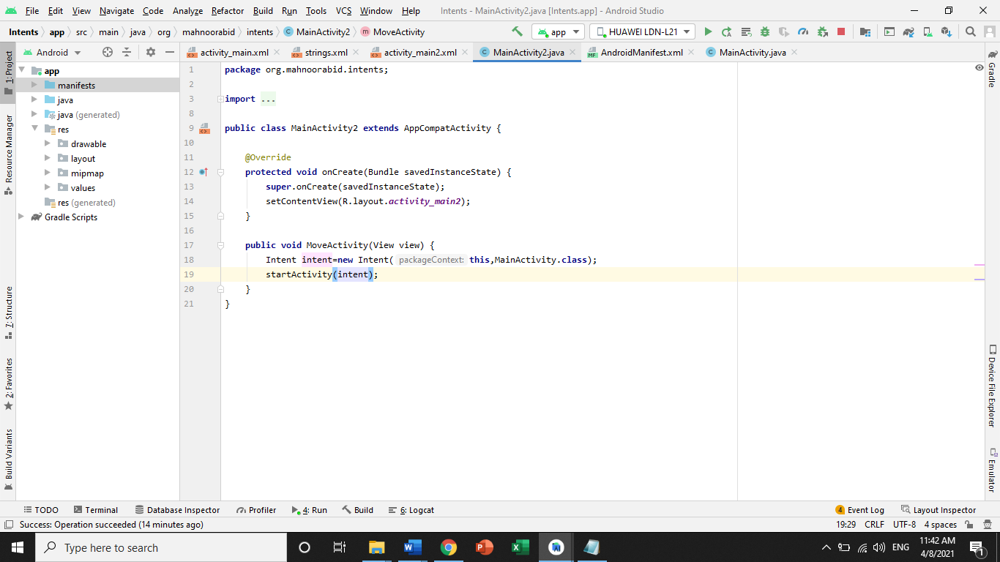 File Edit View Navigate Code Analyze Refactor Build Run Tools VCS Window Help Intents - MainActivity2.java [Intents.app] - Android Studio
Intents app src main java org mahnoorabid intents MainActivity2 MoveActivity app HUAWEI LDN-L21
1: Project
Resource Manager
7: Structure
2: Favorites
Build Variants
Android
app
manifests
java
java (generated)
res
drawable
layout
mipmap
values
res (generated)
Gradle Scripts
activity_main.xml strings.xml activity_main2.xml MainActivity2.java AndroidManifest.xml MainActivity.java
1 package org.mahnoorabid.intents;
2
3 import ...
8
9 public class MainActivity2 extends AppCompatActivity {
10
11 @Override
12 protected void onCreate(Bundle savedInstanceState) {
13 super.onCreate(savedInstanceState);
14 setContentView(R.layout.activity_main2);
15 }
16
17 public void MoveActivity(View view) {
18 Intent intent=new Intent( packageContext: this,MainActivity.class);
19 startActivity(intent);
20 }
21 }
Gradle
Device File Explorer
Emulator
TODO Terminal Database Inspector Profiler 4: Run Build 6: Logcat 4 Event Log Layout Inspector
Success: Operation succeeded (14 minutes ago) 19:29 CRLF UTF-8 4 spaces
Type here to search ENG 11:42 AM
4/8/2021 1